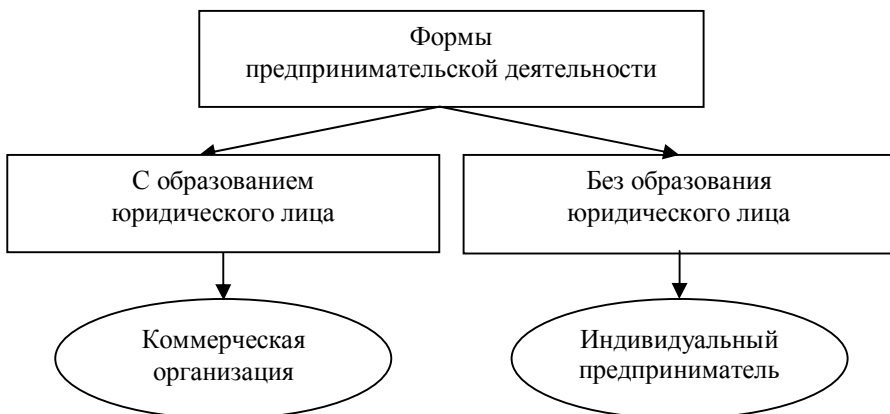 Формы
предпринимательской деятельности
С образованием
юридического лица
Без образования
юридического лица
Коммерческая
организация
Индивидуальный
предприниматель